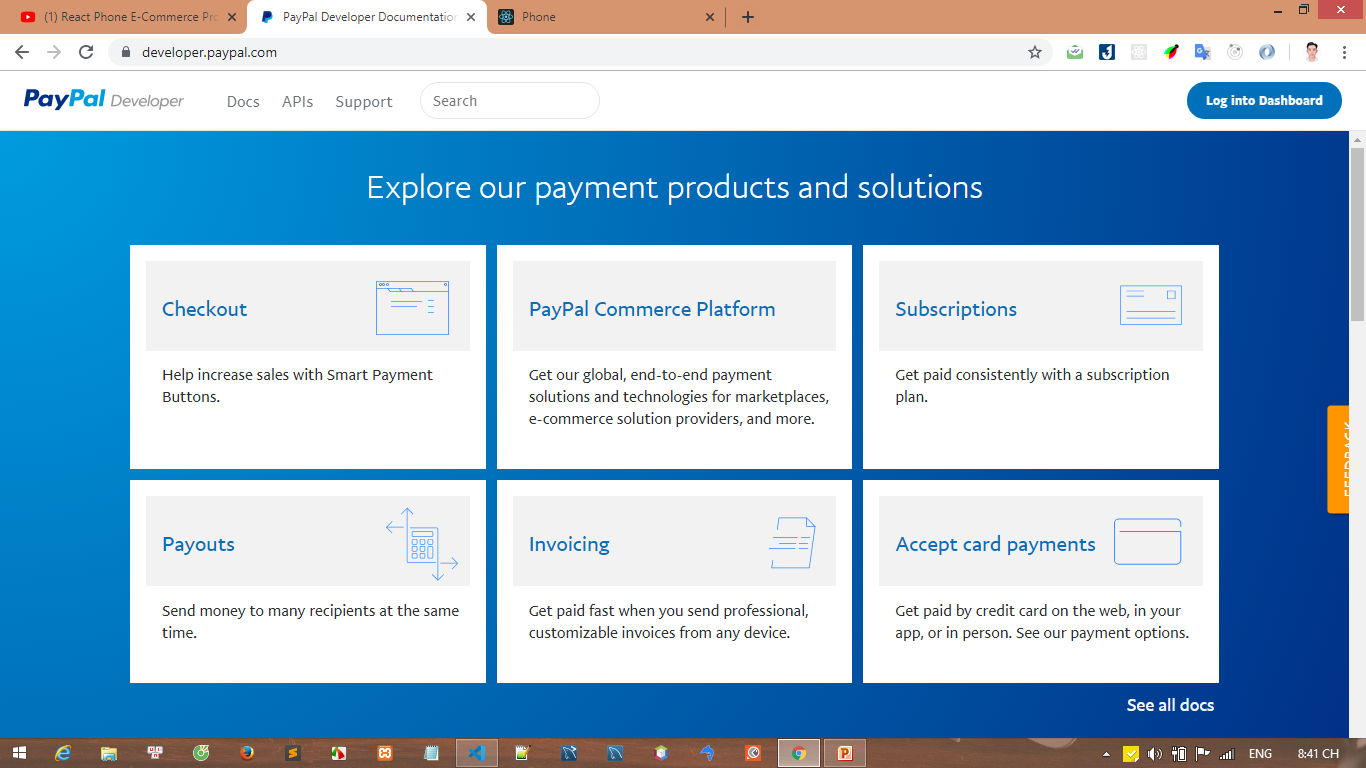 (1) React Phone E-Commerce Pro
PayPal Developer Documentation
Phone
developer.paypal.com
PayPal Developer
Docs
APIs
Support
Search
Log into Dashboard
Explore our payment products and solutions
Checkout
Help increase sales with Smart Payment
Buttons.
PayPal Commerce Platform
Get our global, end-to-end payment
solutions and technologies for marketplaces,
e-commerce solution providers, and more.
Subscriptions
Get paid consistently with a subscription
plan.
FEEDBACK
Payouts
Send money to many recipients at the same
time.
Invoicing
Get paid fast when you send professional,
customizable invoices from any device.
Accept card payments
Get paid by credit card on the web, in your
app, or in person. See our payment options.
See all docs
ENG
8:41 CH